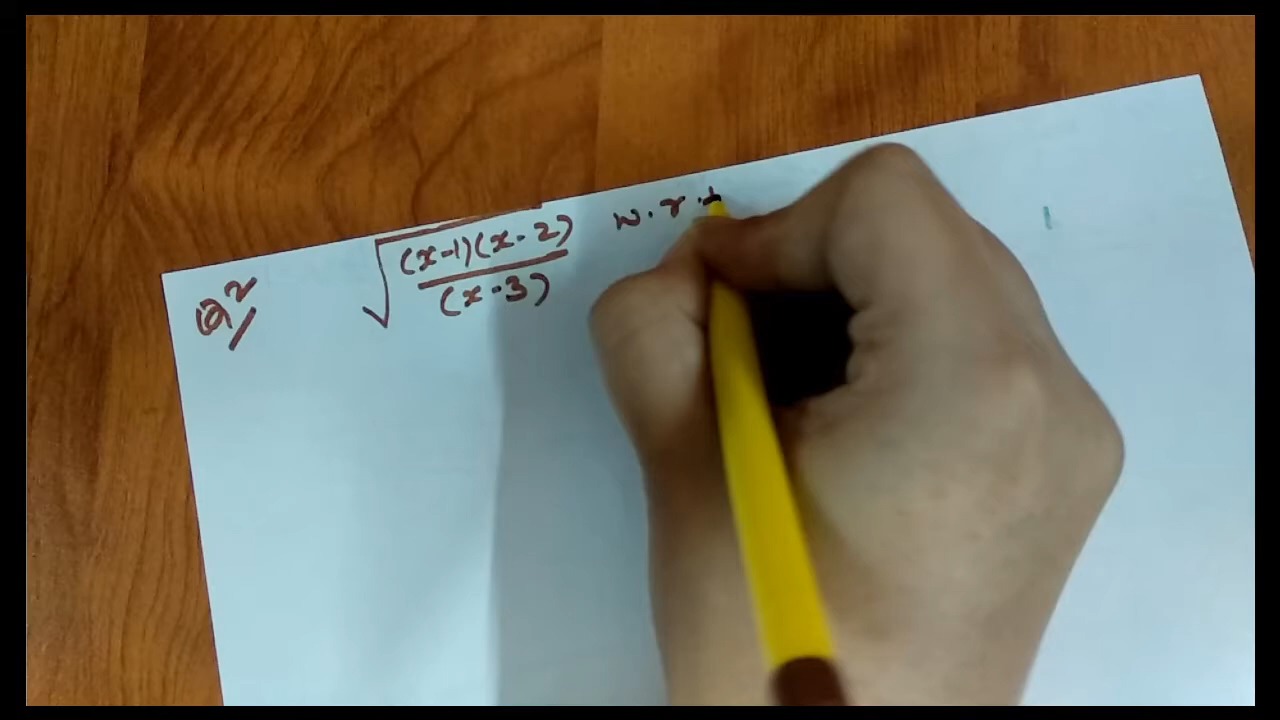 Q2/ √((x-1)(x-2)/(x-3)) w.r.t